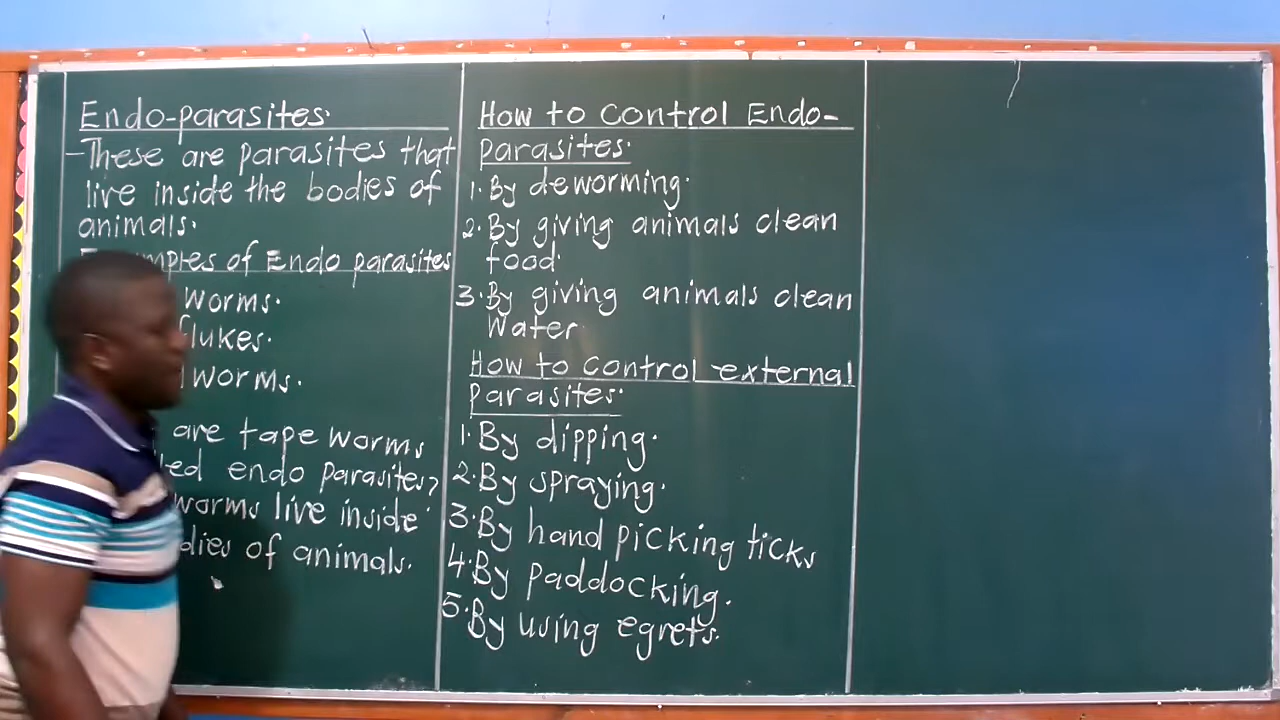 Endo-parasites.
-These are parasites that
live inside the bodies of
animals.
of Endo parasites
worms.
flukes.
worms.
are tape worms
endo parasites?
worms live inside
of animals.
How to control Endo-
parasites.
1. By deworming.
2. By giving animals clean
food.
3. By giving animals clean
Water.
How to control external
parasites.
1. By dipping.
2. By spraying.
3. By hand picking ticks
4. By paddocking.
5. By using egrets.